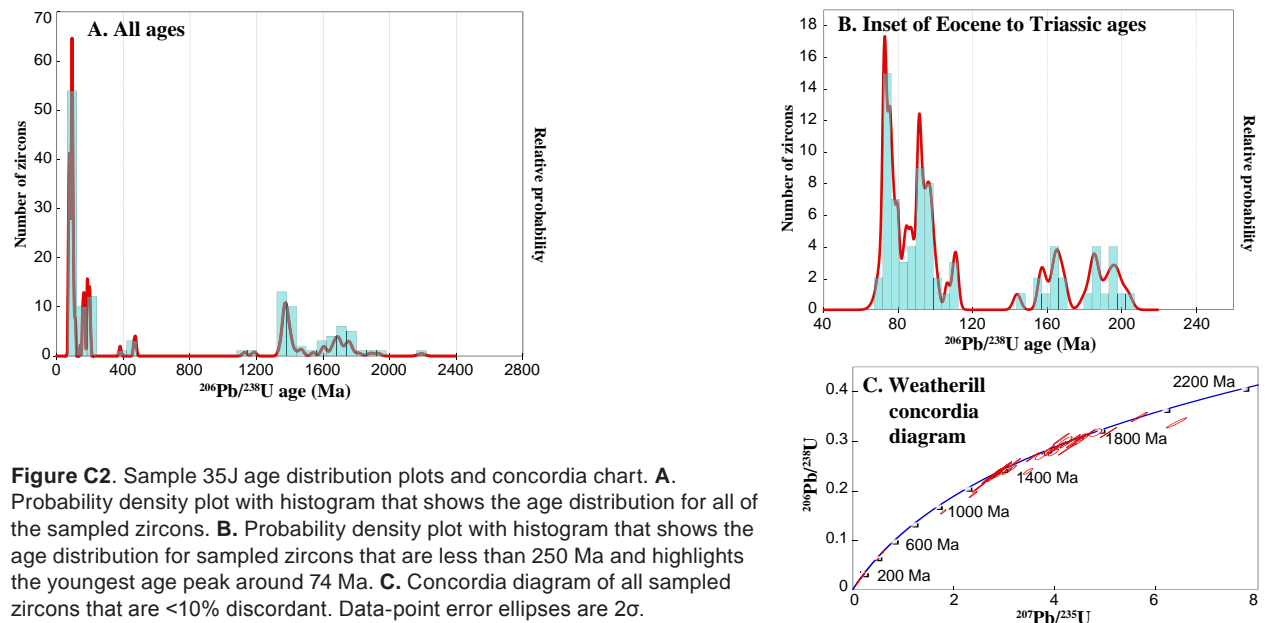 A. All ages
70
60
50
40
30
20
10
0
Number of zircons
Relative probability
0 400 800 1200 1600 2000 2400 2800
²⁰⁶Pb/²³⁸U age (Ma)
B. Inset of Eocene to Triassic ages
18
16
14
12
10
8
6
4
2
0
Number of zircons
Relative probability
40 80 120 160 200 240
²⁰⁶Pb/²³⁸U age (Ma)
C. Weatherill
concordia
diagram
2200 Ma
1800 Ma
1400 Ma
1000 Ma
600 Ma
200 Ma
0.4
0.3
0.2
0.1
0
²⁰⁶Pb/²³⁸U
0 2 4 6 8
²⁰⁷Pb/²³⁵U
Figure C2. Sample 35J age distribution plots and concordia chart. A.
Probability density plot with histogram that shows the age distribution for all of
the sampled zircons. B. Probability density plot with histogram that shows the
age distribution for sampled zircons that are less than 250 Ma and highlights
the youngest age peak around 74 Ma. C. Concordia diagram of all sampled
zircons that are <10% discordant. Data-point error ellipses are 2σ.